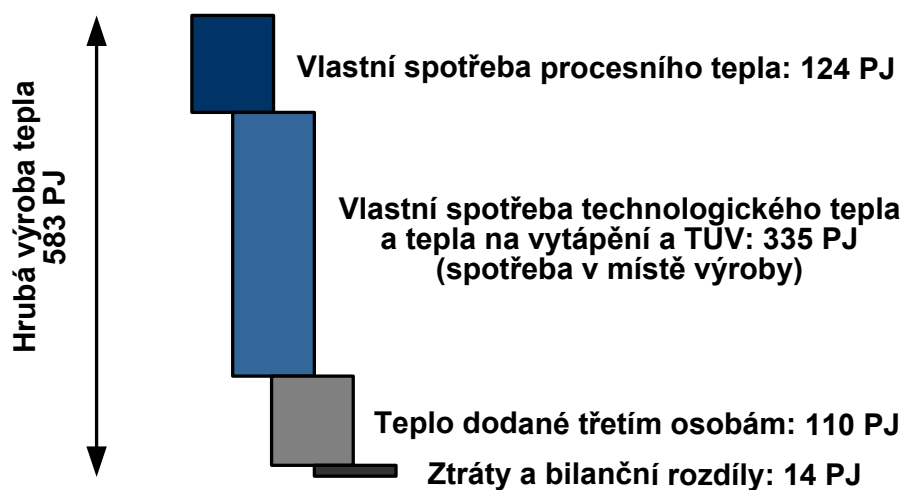 Hrubá výroba tepla
583 PJ
Vlastní spotřeba procesního tepla: 124 PJ
Vlastní spotřeba technologického tepla
a tepla na vytápění a TUV: 335 PJ
(spotřeba v místě výroby)
Teplo dodané třetím osobám: 110 PJ
Ztráty a bilanční rozdíly: 14 PJ